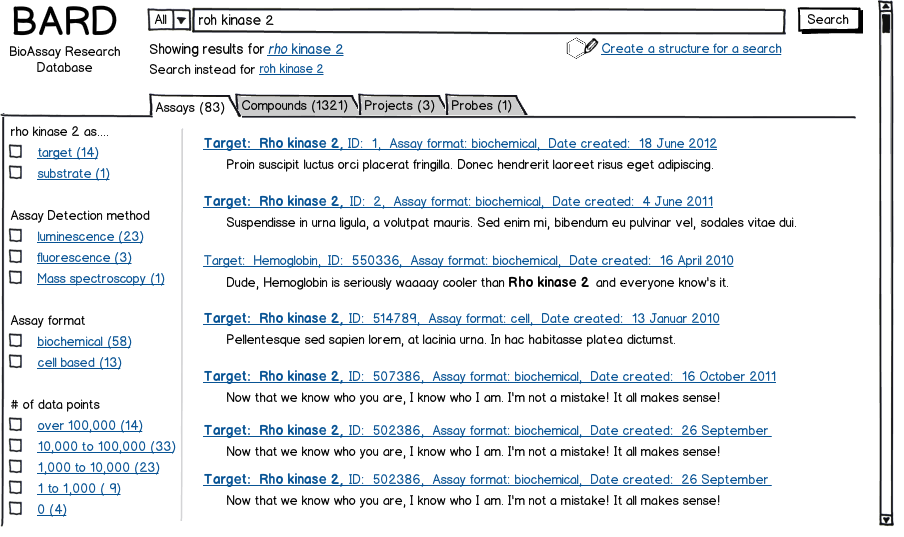 BARD
BioAssay Research
Database
All
roh kinase 2
Search
Showing results for rho kinase 2
Search instead for roh kinase 2
Create a structure for a search
Assays (83)
Compounds (1321)
Projects (3)
Probes (1)
rho kinase 2 as....
target (14)
substrate (1)
Assay Detection method
luminescence (23)
fluorescence (3)
Mass spectroscopy (1)
Assay format
biochemical (58)
cell based (13)
# of data points
over 100,000 (14)
10,000 to 100,000 (33)
1,000 to 10,000 (23)
1 to 1,000 ( 9)
0 (4)
Target: Rho kinase 2, ID: 1, Assay format: biochemical, Date created: 18 June 2012
Proin suscipit luctus orci placerat fringilla. Donec hendrerit laoreet risus eget adipiscing.
Target: Rho kinase 2, ID: 2, Assay format: biochemical, Date created: 4 June 2011
Suspendisse in urna ligula, a volutpat mauris. Sed enim mi, bibendum eu pulvinar vel, sodales vitae dui.
Target: Hemoglobin, ID: 550336, Assay format: biochemical, Date created: 16 April 2010
Dude, Hemoglobin is seriously waaaay cooler than Rho kinase 2 and everyone know's it.
Target: Rho kinase 2, ID: 514789, Assay format: cell, Date created: 13 Januar 2010
Pellentesque sed sapien lorem, at lacinia urna. In hac habitasse platea dictumst.
Target: Rho kinase 2, ID: 507386, Assay format: biochemical, Date created: 16 October 2011
Now that we know who you are, I know who I am. I'm not a mistake! It all makes sense!
Target: Rho kinase 2, ID: 502386, Assay format: biochemical, Date created: 26 September
Now that we know who you are, I know who I am. I'm not a mistake! It all makes sense!
Target: Rho kinase 2, ID: 502386, Assay format: biochemical, Date created: 26 September
Now that we know who you are, I know who I am. I'm not a mistake! It all makes sense!